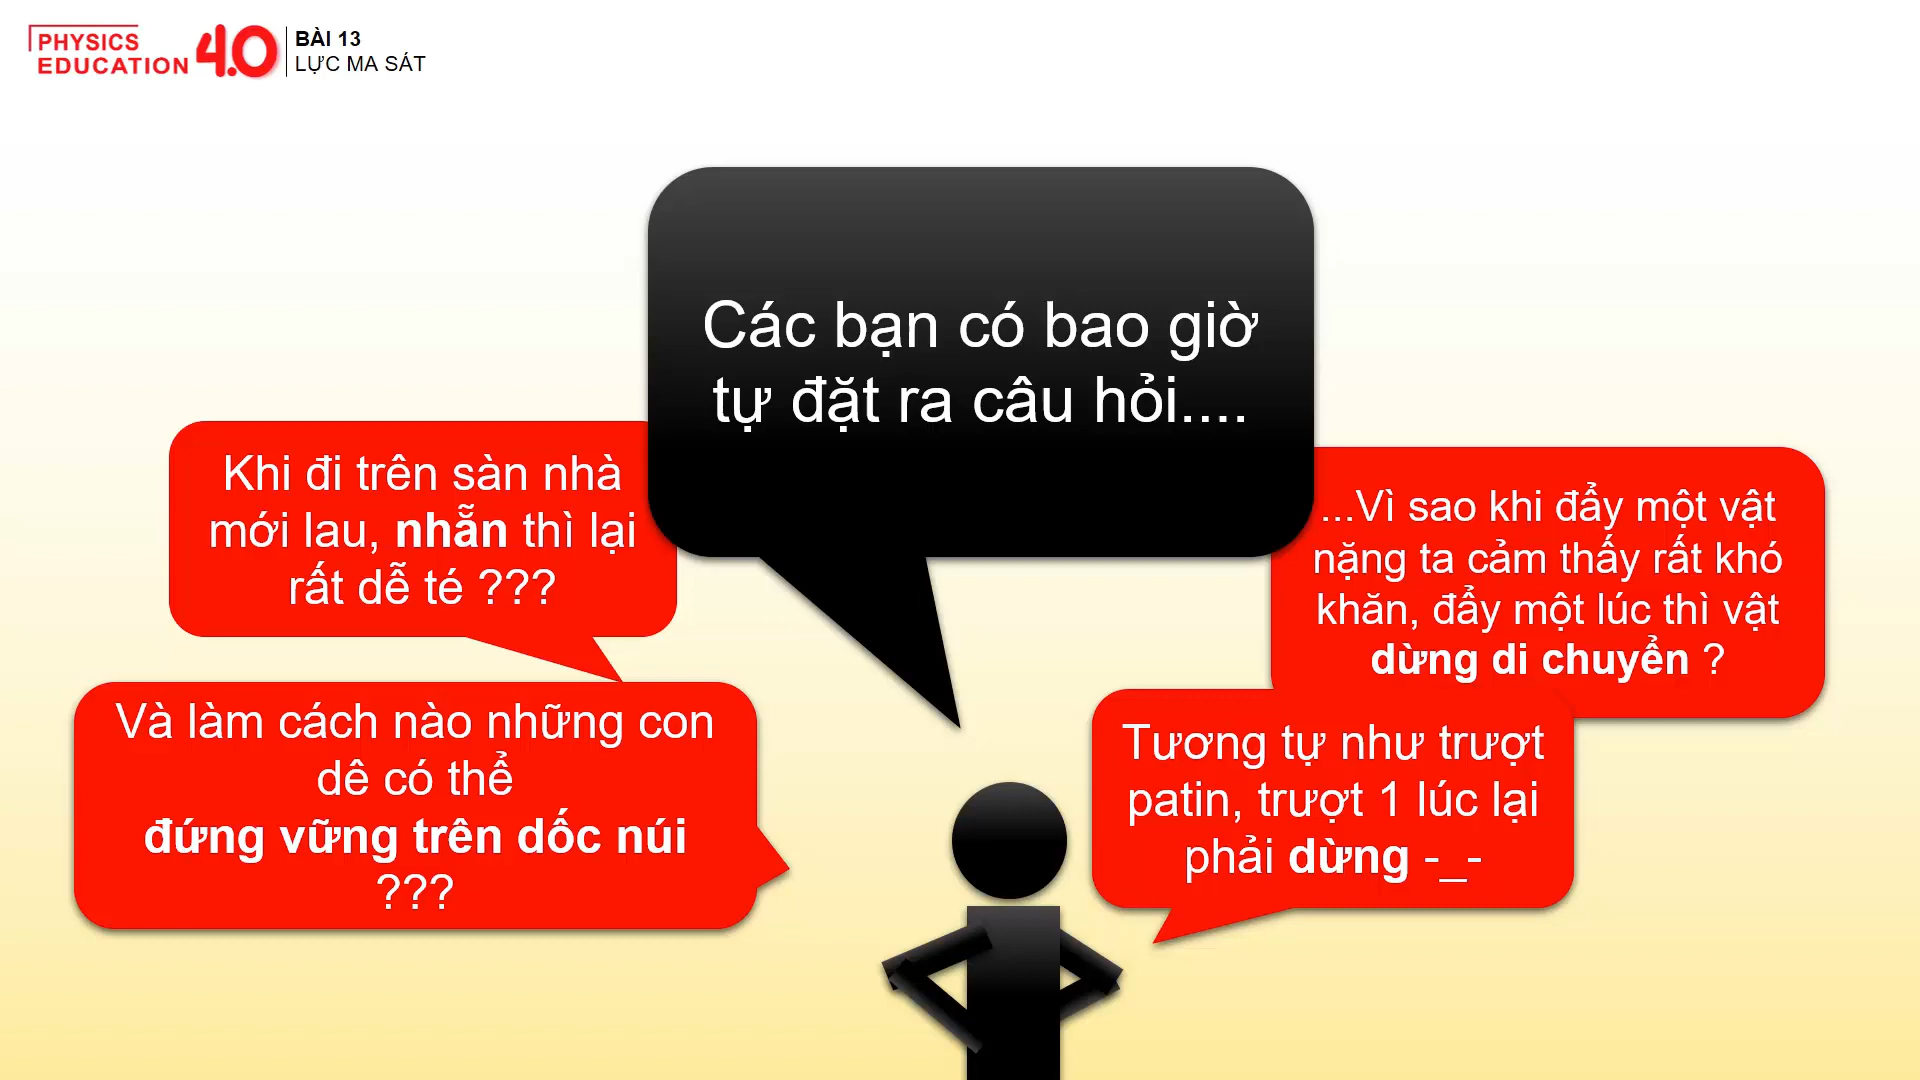 PHYSICS
EDUCATION
4.0
BÀI 13
LỰC MA SÁT
Các bạn có bao giờ
tự đặt ra câu hỏi....
Khi đi trên sàn nhà
mới lau, nhẵn thì lại
rất dễ té ???
...Vì sao khi đẩy một vật
nặng ta cảm thấy rất khó
khăn, đẩy một lúc thì vật
dừng di chuyển ?
Và làm cách nào những con
dê có thể
đứng vững trên dốc núi
???
Tương tự như trượt
patin, trượt 1 lúc lại
phải dừng -_-